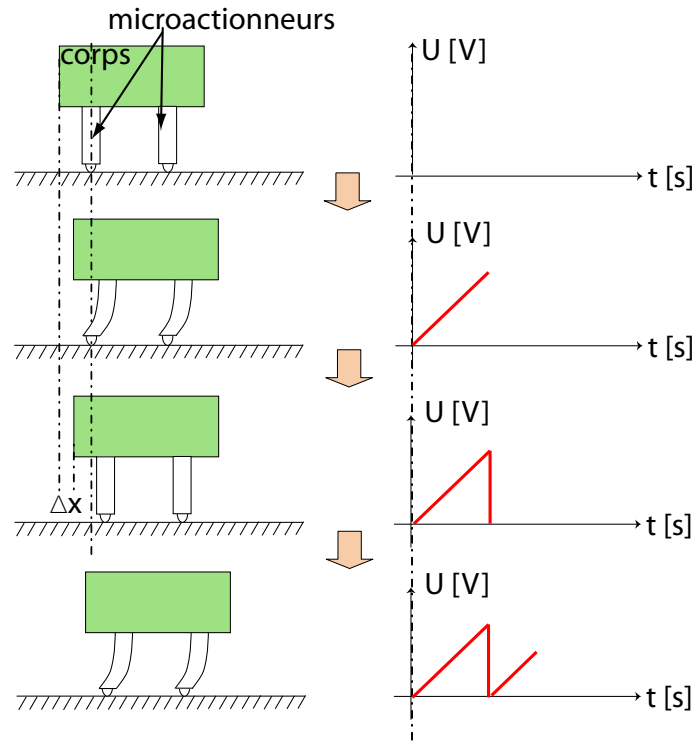 microactionneurs
corps
U [V]
t [s]
U [V]
t [s]
U [V]
Δx
t [s]
U [V]
t [s]